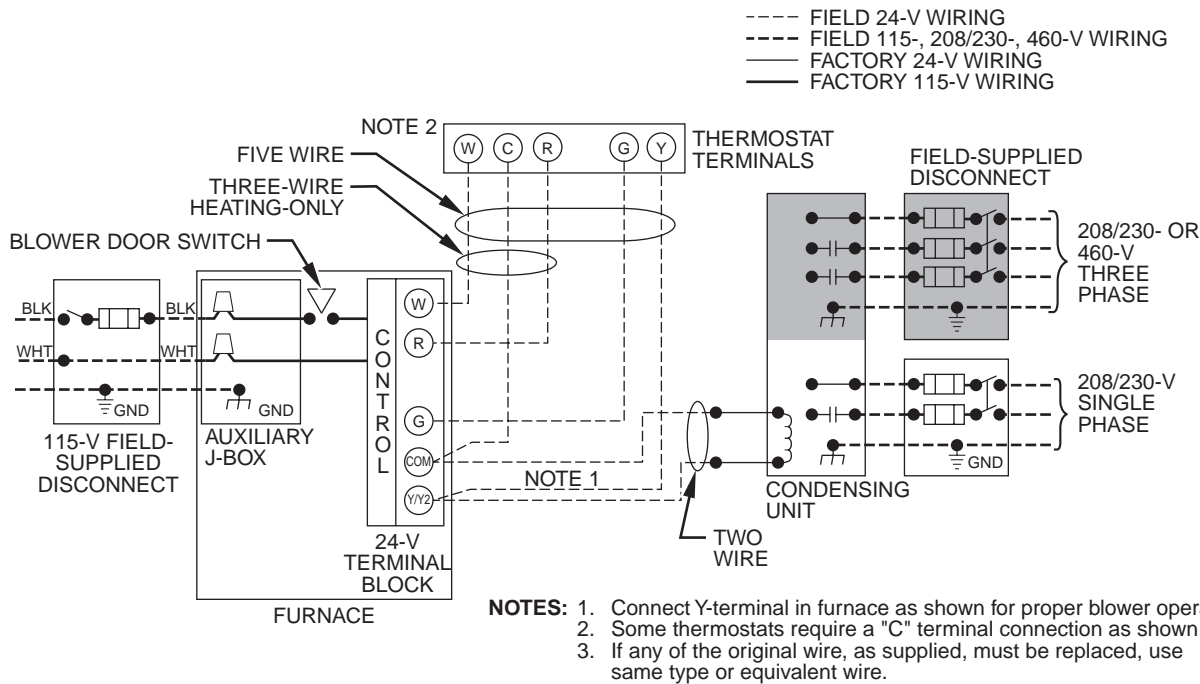 FIELD 24-V WIRING
FIELD 115-, 208/230-, 460-V WIRING
FACTORY 24-V WIRING
FACTORY 115-V WIRING
NOTE 2
W C R G Y
THERMOSTAT
TERMINALS
FIVE WIRE
THREE-WIRE
HEATING-ONLY
BLOWER DOOR SWITCH
FIELD-SUPPLIED
DISCONNECT
208/230- OR
460-V
THREE
PHASE
BLK
BLK
WHT
WHT
GND
GND
115-V FIELD-
SUPPLIED
DISCONNECT
AUXILIARY
J-BOX
CONTROL
W
R
G
COM
Y/Y2
NOTE 1
24-V
TERMINAL
BLOCK
FURNACE
TWO
WIRE
CONDENSING
UNIT
GND
208/230-V
SINGLE
PHASE
NOTES: 1. Connect Y-terminal in furnace as shown for proper blower oper
2. Some thermostats require a "C" terminal connection as shown
3. If any of the original wire, as supplied, must be replaced, use
same type or equivalent wire.